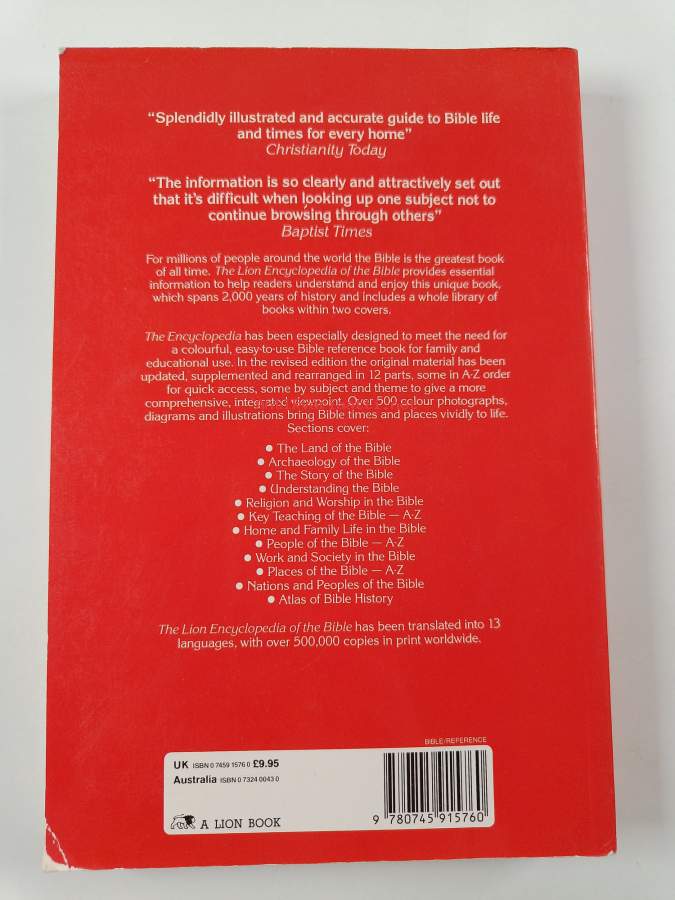 “Splendidly illustrated and accurate guide to Bible life
and times for every home”
Christianity Today
“The information is so clearly and attractively set out
that it’s difficult when looking up one subject not to
continue browsing through others”
Baptist Times
For millions of people around the world the Bible is the greatest book
of all time. The Lion Encyclopedia of the Bible provides essential
information to help readers understand and enjoy this unique book,
which spans 2,000 years of history and includes a whole library of
books within two covers.
The Encyclopedia has been especially designed to meet the need for
a colourful, easy-to-use Bible reference book for family and
educational use. In the revised edition the original material has been
updated, supplemented and rearranged in 12 parts, some in A-Z order
for quick access, some by subject and theme to give a more
comprehensive, integrated viewpoint. Over 500 colour photographs,
diagrams and illustrations bring Bible times and places vividly to life.
Sections cover:
● The Land of the Bible
● Archaeology of the Bible
● The Story of the Bible
● Understanding the Bible
● Religion and Worship in the Bible
● Key Teaching of the Bible — A-Z
● Home and Family Life in the Bible
● People of the Bible — A-Z
● Work and Society in the Bible
● Places of the Bible — A-Z
● Nations and Peoples of the Bible
● Atlas of Bible History
The Lion Encyclopedia of the Bible has been translated into 13
languages, with over 500,000 copies in print worldwide.
BIBLE/REFERENCE
UK ISBN 0 7459 1576 0 £9.95
Australia ISBN 0 7324 0043 0
A LION BOOK
9 780745 915760